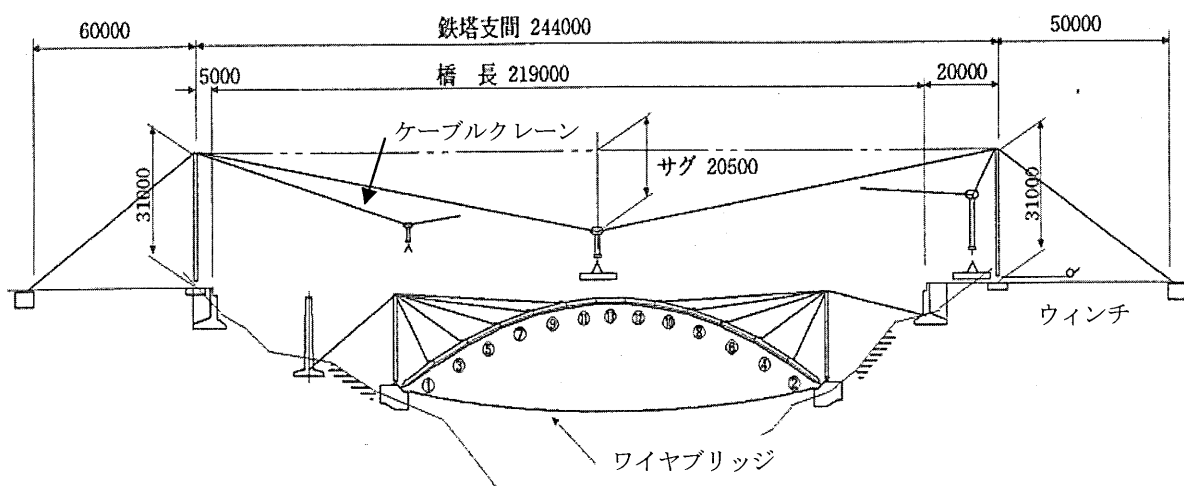 60000
鉄塔支間 244000
50000
5000
橋 長 219000
20000
ケーブルクレーン
サグ 20500
31000
31000
ウィンチ
① ③ ⑤ ⑦ ⑨ ⑪ ⑬ ⑫ ⑩ ⑧ ⑥ ④ ②
ワイヤブリッジ